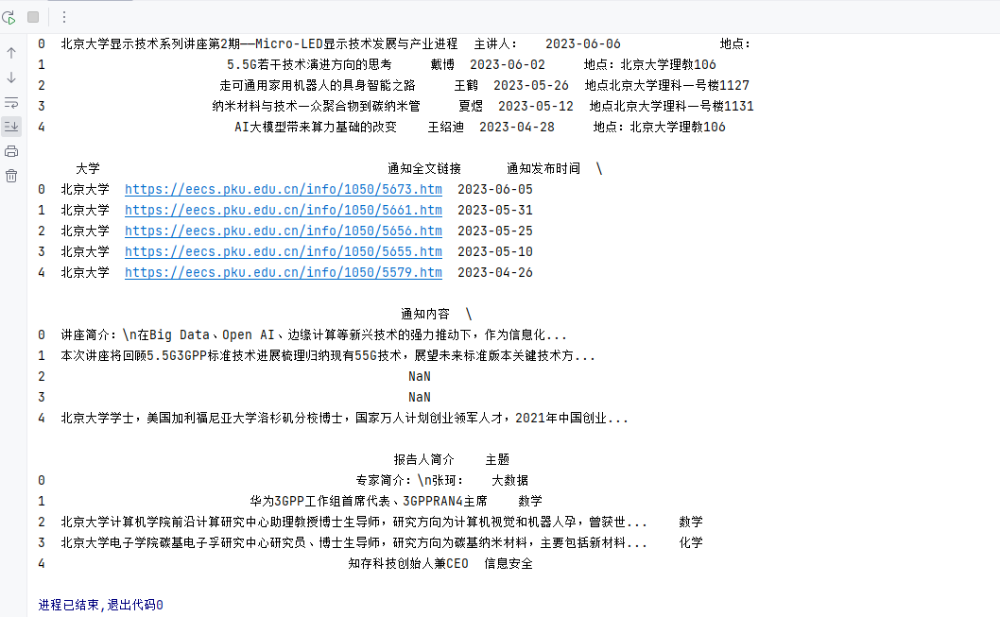 0 北京大学显示技术系列讲座第2期——Micro-LED显示技术发展与产业进程 主讲人: 2023-06-06 地点:
1 5.5G若干技术演进方向的思考 戴博 2023-06-02 地点: 北京大学理教106
2 走可通用家用机器人的具身智能之路 王鹤 2023-05-26 地点北京大学理科一号楼1127
3 纳米材料与技术一众聚合物到碳纳米管 夏煜 2023-05-12 地点北京大学理科一号楼1131
4 AI大模型带来算力基础的改变 王绍迪 2023-04-28 地点: 北京大学理教106
大学 通知全文链接 通知发布时间 \
0 北京大学 https://eecs.pku.edu.cn/info/1050/5673.htm 2023-06-05
1 北京大学 https://eecs.pku.edu.cn/info/1050/5661.htm 2023-05-31
2 北京大学 https://eecs.pku.edu.cn/info/1050/5656.htm 2023-05-25
3 北京大学 https://eecs.pku.edu.cn/info/1050/5655.htm 2023-05-10
4 北京大学 https://eecs.pku.edu.cn/info/1050/5579.htm 2023-04-26
通知内容 \
0 讲座简介: \n在Big Data、Open AI、边缘计算等新兴技术的强力推动下，作为信息化...
1 本次讲座将回顾5.5G3GPP标准技术进展梳理归纳现有55G技术，展望未来标准版本关键技术方...
2 NaN
3 NaN
4 北京大学学士，美国加利福尼亚大学洛杉矶分校博士，国家万人计划创业领军人才，2021年中国创业...
报告人简介 主题
0 专家简介: \n张珂: 大数据
1 华为3GPP工作组首席代表、3GPPRAN4主席 数学
2 北京大学计算机学院前沿计算研究中心助理教授博士生导师，研究方向为计算机视觉和机器人孕，曾获世... 数学
3 北京大学电子学院碳基电子孚研究中心研究员、博士生导师，研究方向为碳基纳米材料，主要包括新材料... 化学
4 知存科技创始人兼CEO 信息安全
进程已结束,退出代码0